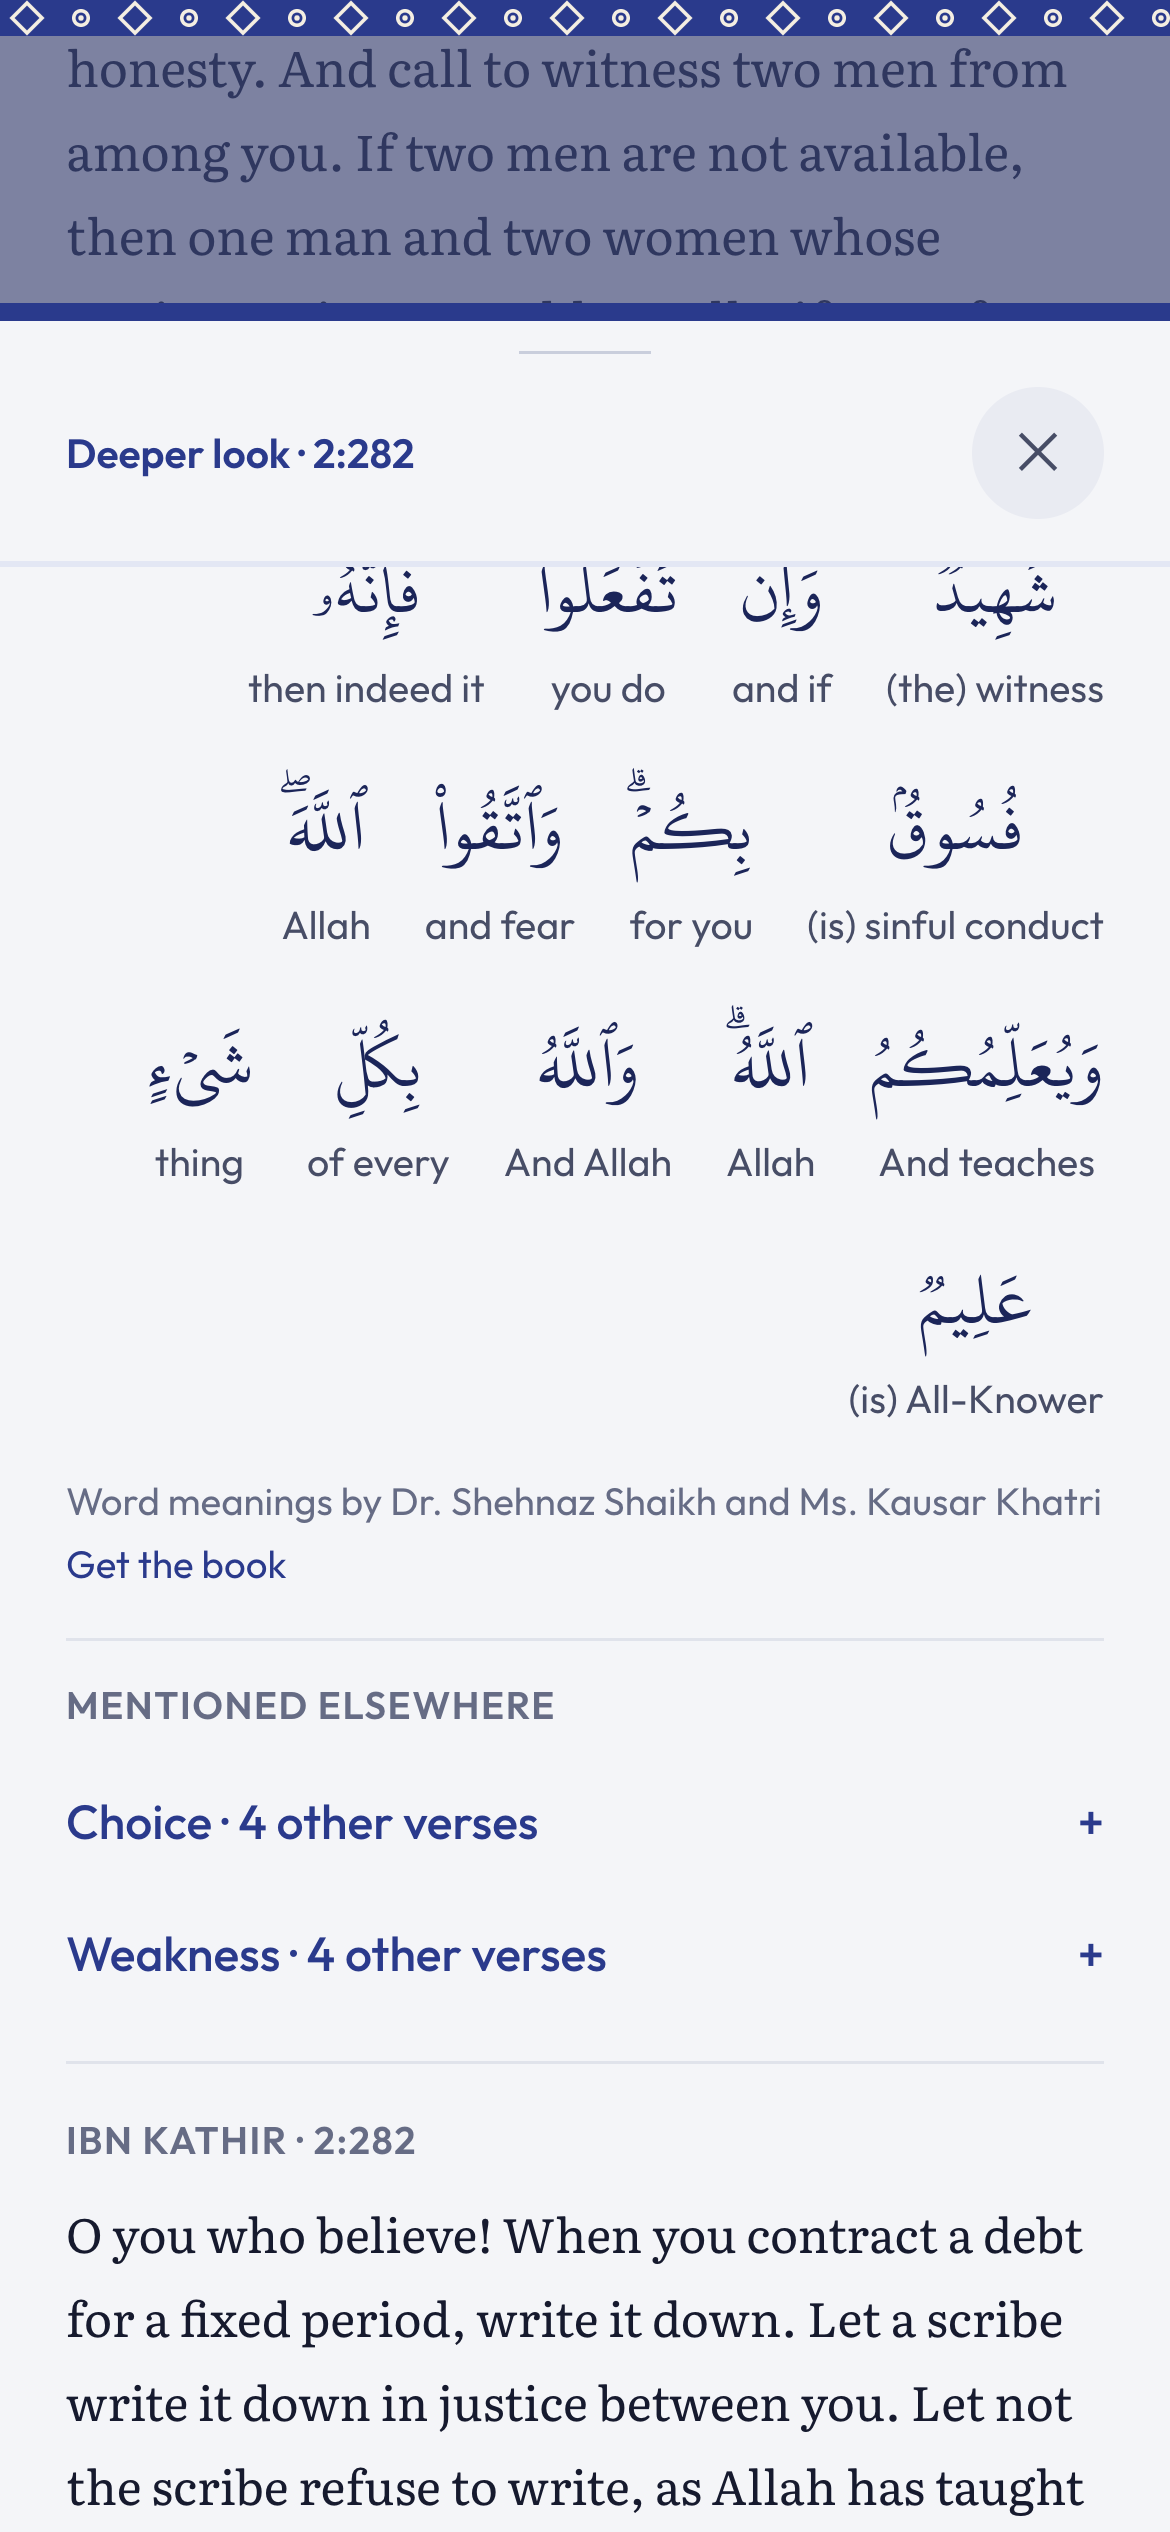 honesty. And call to witness two men from
among you. If two men are not available,
then one man and two women whose
Deeper look · 2:282
شَهِيدٌۭ وَإِن تَفْعَلُوا۟ فَإِنَّهُۥ
(the) witness and if you do then indeed it
فُسُوقٌۢ بِكُمْ ۗ وَٱتَّقُوا۟ ٱللَّهَ ۖ
(is) sinful conduct for you and fear Allah
وَيُعَلِّمُكُمُ ٱللَّهُ ۗ وَٱللَّهُ بِكُلِّ شَىْءٍ
And teaches Allah And Allah of every thing
عَلِيمٌۭ
(is) All-Knower
Word meanings by Dr. Shehnaz Shaikh and Ms. Kausar Khatri
Get the book
MENTIONED ELSEWHERE
Choice · 4 other verses +
Weakness · 4 other verses +
IBN KATHIR · 2:282
O you who believe! When you contract a debt
for a fixed period, write it down. Let a scribe
write it down in justice between you. Let not
the scribe refuse to write, as Allah has taught